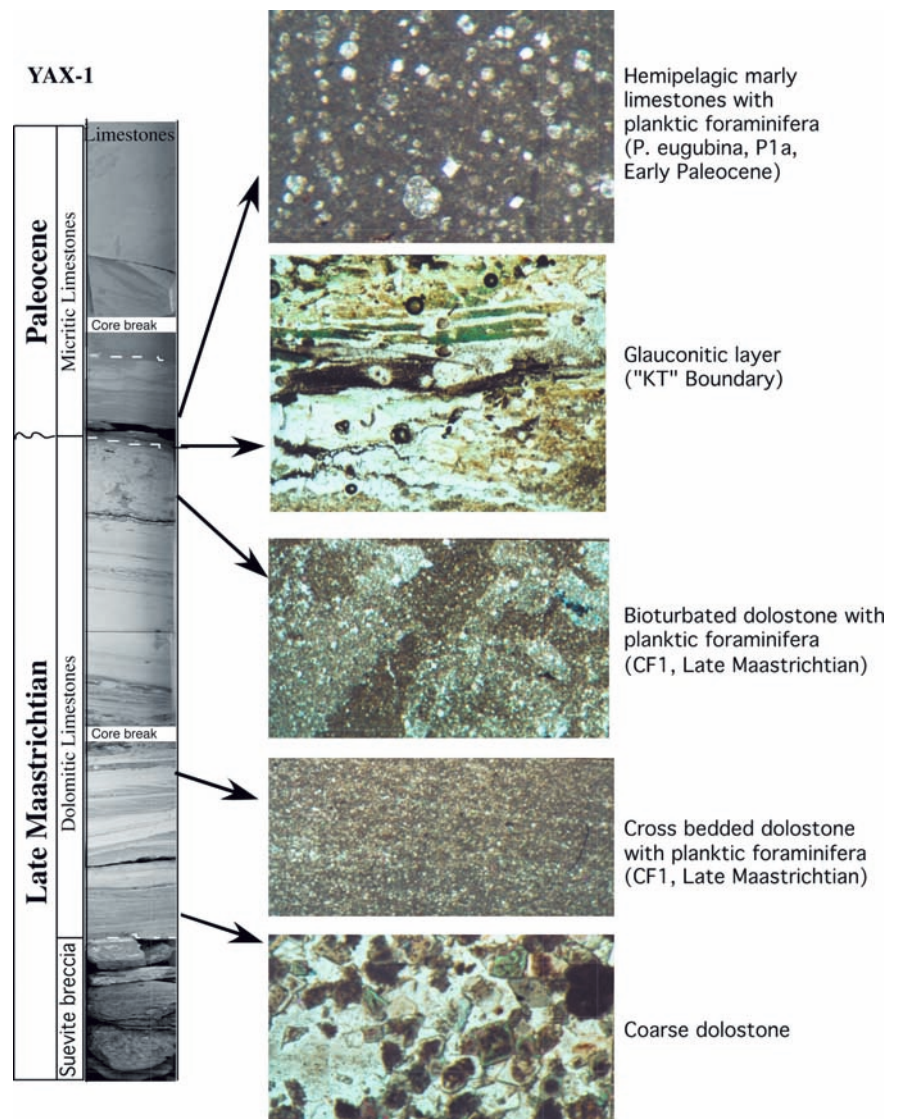 YAX-1
Limestones
Paleocene
Micritic Limestones
Core break
Late Maastrichtian
Dolomitic Limestones
Core break
Suevite breccia
Hemipelagic marly
limestones with
planktic foraminifera
(P. eugubina, P1a,
Early Paleocene)
Glauconitic layer
("KT" Boundary)
Bioturbated dolostone with
planktic foraminifera
(CF1, Late Maastrichtian)
Cross bedded dolostone
with planktic foraminifera
(CF1, Late Maastrichtian)
Coarse dolostone